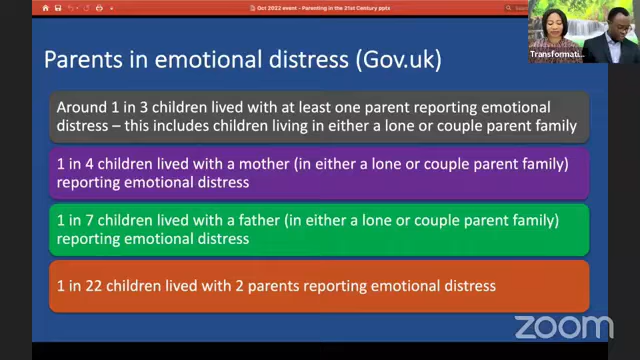 Oct 2022 event - Parenting in the 21st Century pptx
Parents in emotional distress (Gov.uk)
Around 1 in 3 children lived with at least one parent reporting emotional
distress – this includes children living in either a lone or couple parent family
1 in 4 children lived with a mother (in either a lone or couple parent family)
reporting emotional distress
1 in 7 children lived with a father (in either a lone or couple parent family)
reporting emotional distress
1 in 22 children lived with 2 parents reporting emotional distress
Transformati
zoom